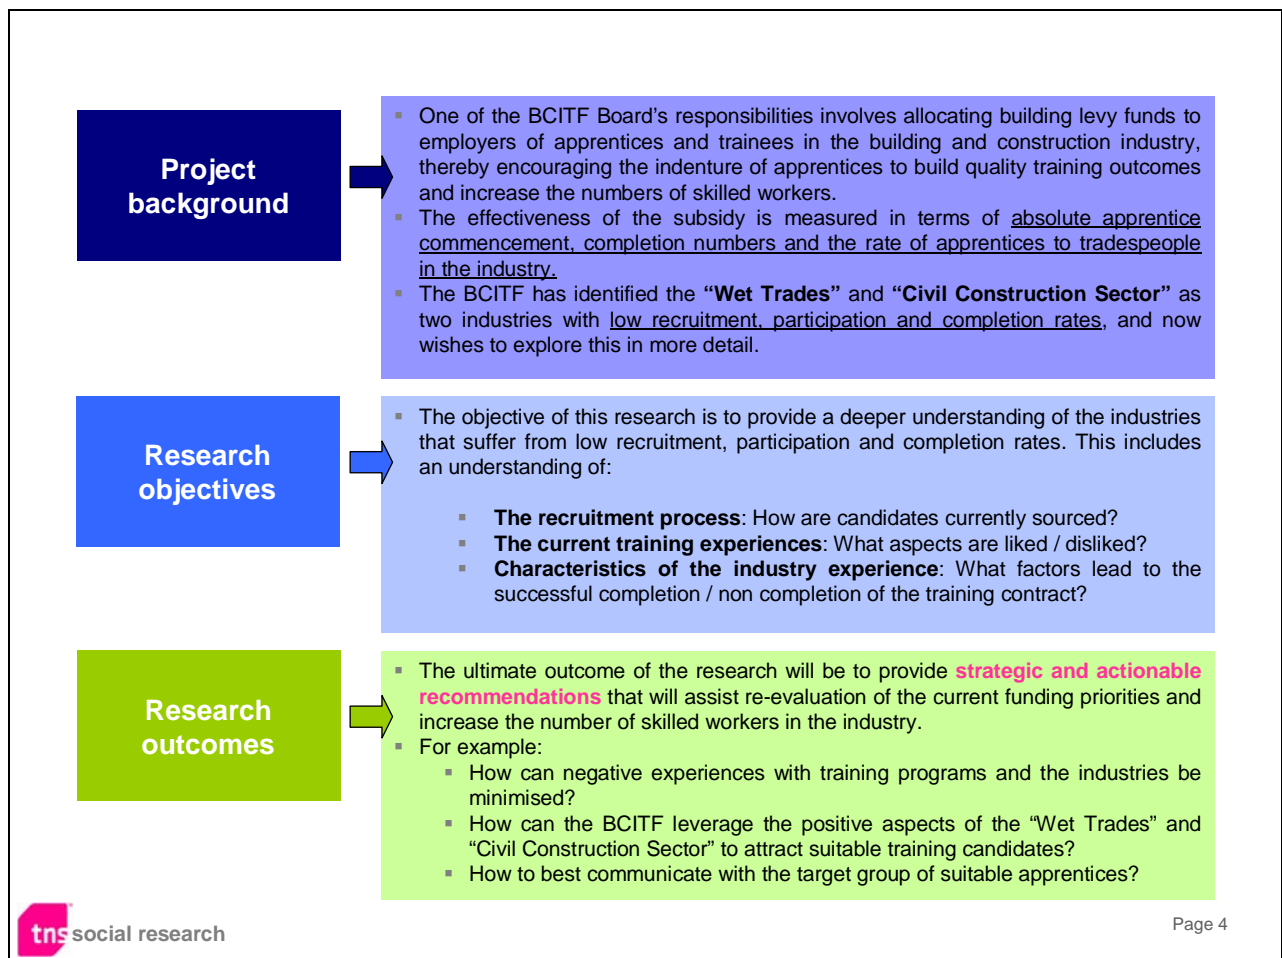 Project
background
▪ One of the BCITF Board’s responsibilities involves allocating building levy funds to
employers of apprentices and trainees in the building and construction industry,
thereby encouraging the indenture of apprentices to build quality training outcomes
and increase the numbers of skilled workers.
▪ The effectiveness of the subsidy is measured in terms of absolute apprentice
commencement, completion numbers and the rate of apprentices to tradespeople
in the industry.
▪ The BCITF has identified the “Wet Trades” and “Civil Construction Sector” as
two industries with low recruitment, participation and completion rates, and now
wishes to explore this in more detail.
Research
objectives
▪ The objective of this research is to provide a deeper understanding of the industries
that suffer from low recruitment, participation and completion rates. This includes
an understanding of:
▪ The recruitment process: How are candidates currently sourced?
▪ The current training experiences: What aspects are liked / disliked?
▪ Characteristics of the industry experience: What factors lead to the
successful completion / non completion of the training contract?
Research
outcomes
▪ The ultimate outcome of the research will be to provide strategic and actionable
recommendations that will assist re-evaluation of the current funding priorities and
increase the number of skilled workers in the industry.
▪ For example:
▪ How can negative experiences with training programs and the industries be
minimised?
▪ How can the BCITF leverage the positive aspects of the “Wet Trades” and
“Civil Construction Sector” to attract suitable training candidates?
▪ How to best communicate with the target group of suitable apprentices?
tns social research
Page 4